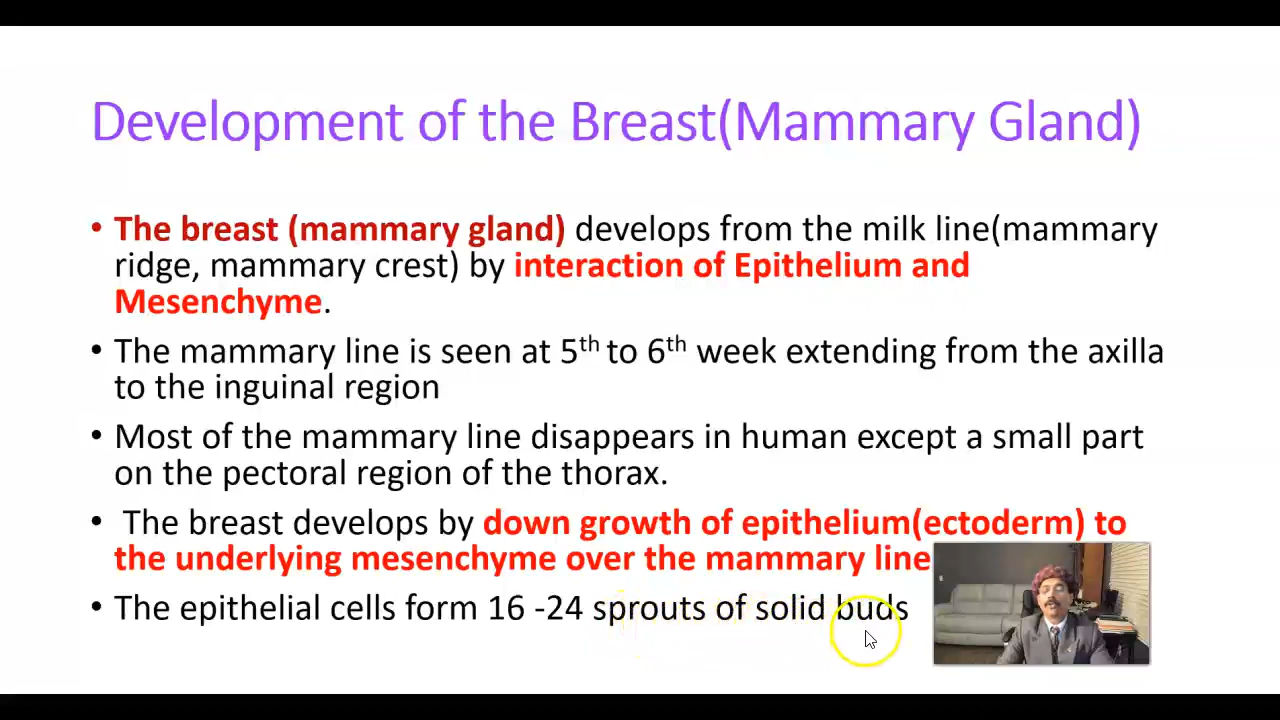 Development of the Breast(Mammary Gland)
• The breast (mammary gland) develops from the milk line(mammary
ridge, mammary crest) by interaction of Epithelium and
Mesenchyme.
• The mammary line is seen at 5th to 6th week extending from the axilla
to the inguinal region
• Most of the mammary line disappears in human except a small part
on the pectoral region of the thorax.
• The breast develops by down growth of epithelium(ectoderm) to
the underlying mesenchyme over the mammary line
• The epithelial cells form 16 -24 sprouts of solid buds